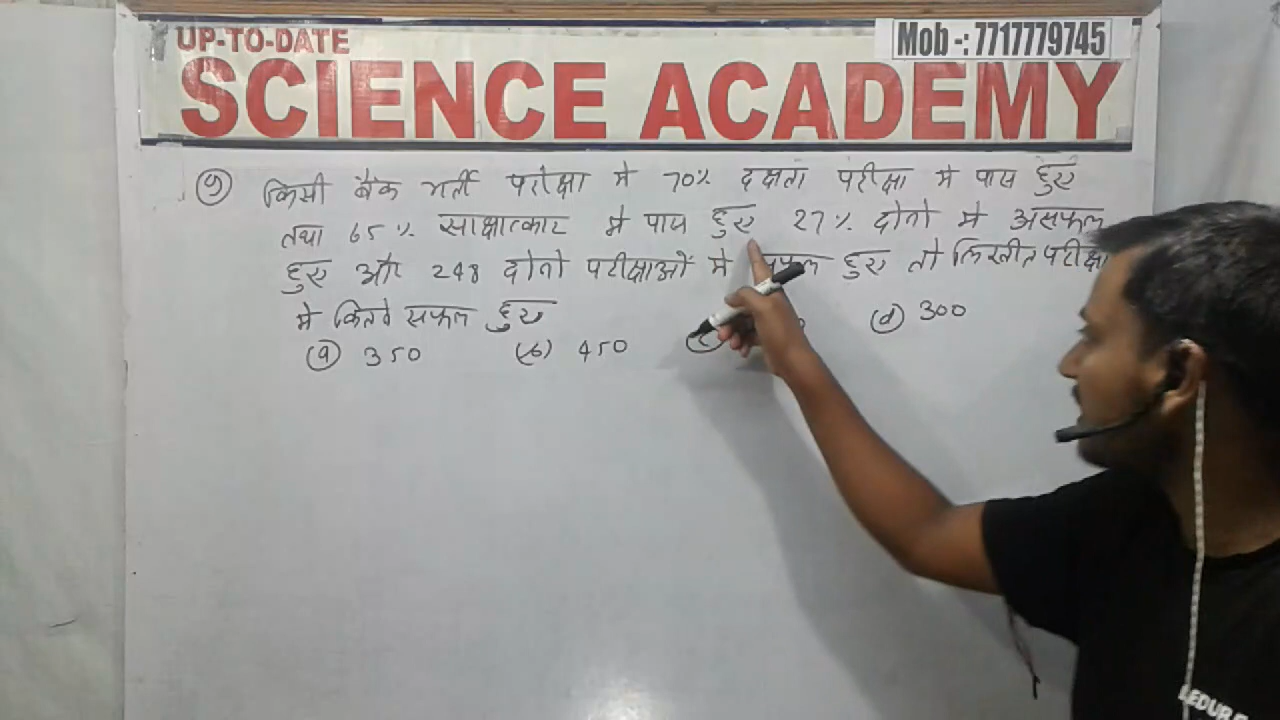 UP-TO-DATE
Mob -: 7717779745
SCIENCE ACADEMY
9) किसी बैंक भर्ती परीक्षा मे 70% दक्षता परीक्षा मे पास हुए
तथा 65% साक्षात्कार मे पास हुए 27% दोनो मे असफल
हुए और 248 दोनो परीक्षाओं मे सफल हुए तो लिखीत परीक्षा
मे कितने सफल हुए
(a) 350 (b) 450 (c) (d) 300